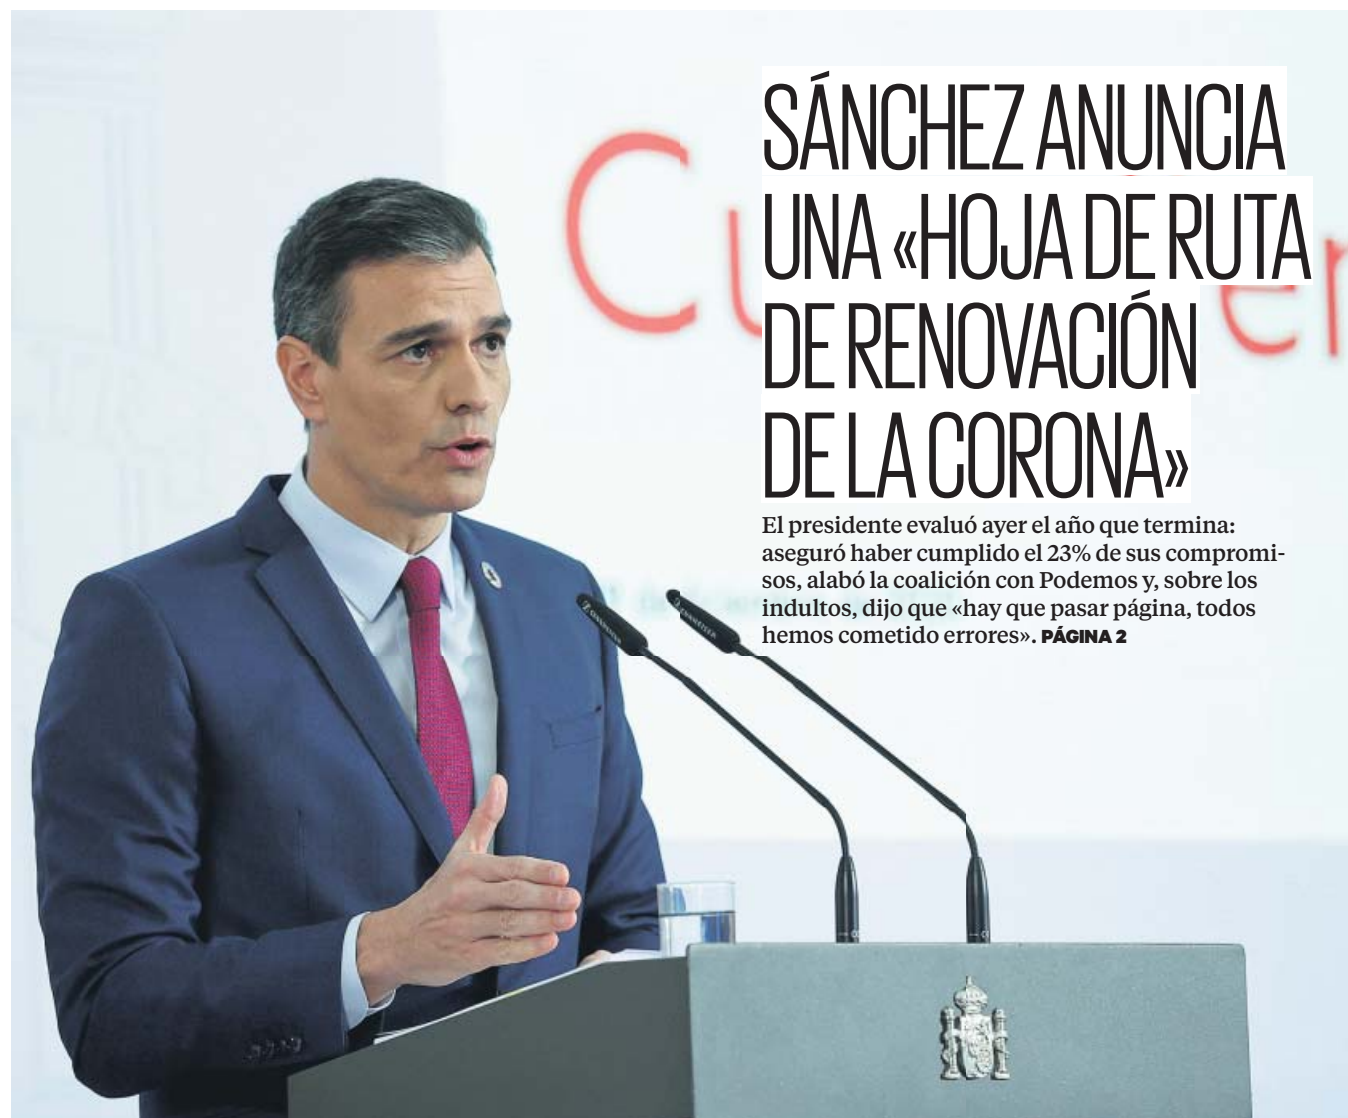 SÁNCHEZ ANUNCIA
UNA «HOJA DE RUTA
DE RENOVACIÓN
DE LA CORONA»
El presidente evaluó ayer el año que termina:
aseguró haber cumplido el 23% de sus compromi-
sos, alabó la coalición con Podemos y, sobre los
indultos, dijo que «hay que pasar página, todos
hemos cometido errores». PÁGINA 2